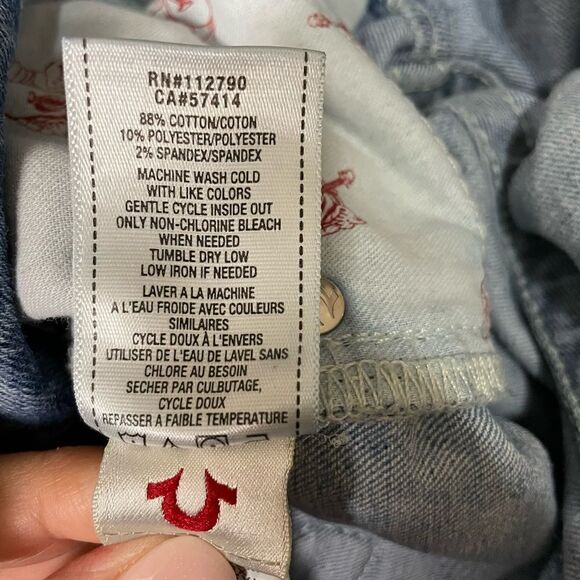 RN#112790
CA#57414
88% COTTON/COTON
10% POLYESTER/POLYESTER
2% SPANDEX/SPANDEX
MACHINE WASH COLD
WITH LIKE COLORS
GENTLE CYCLE INSIDE OUT
ONLY NON-CHLORINE BLEACH
WHEN NEEDED
TUMBLE DRY LOW
LOW IRON IF NEEDED
LAVER A LA MACHINE
A L'EAU FROIDE AVEC COULEURS
SIMILAIRES
CYCLE DOUX À L'ENVERS
UTILISER DE L'EAU DE LAVEL SANS
CHLORE AU BESOIN
SECHER PAR CULBUTAGE,
CYCLE DOUX
REPASSER A FAIBLE TEMPERATURE